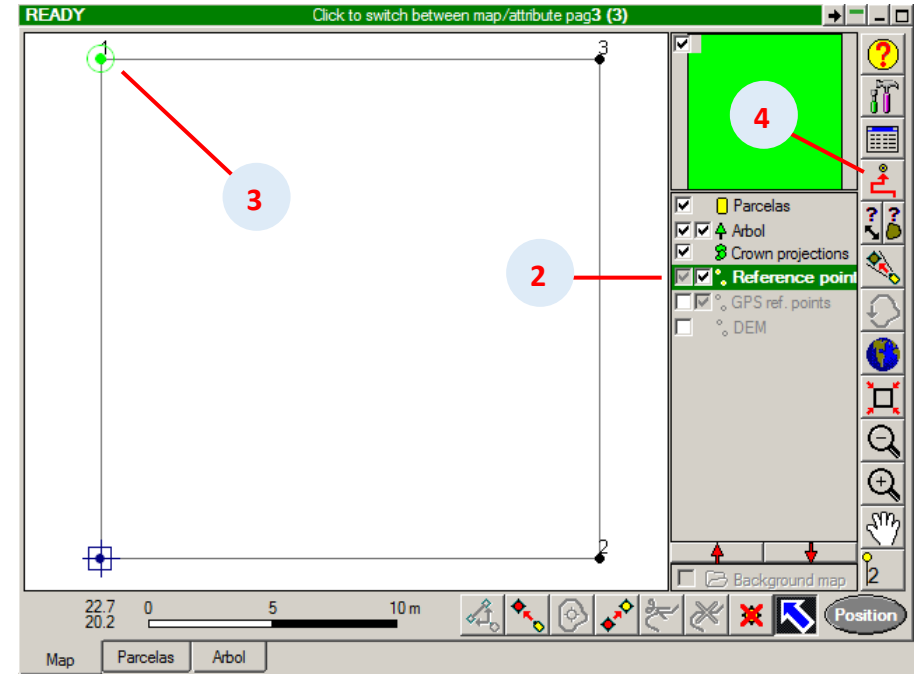 READY Click to switch between map/attribute pag3 (3)
1 3
4
3
Parcelas
Arbol
Crown projections
2 Reference point
GPS ref. points
DEM
2
Background map
2
22.7 0 5 10 m
20.2
Position
Map Parcelas Arbol